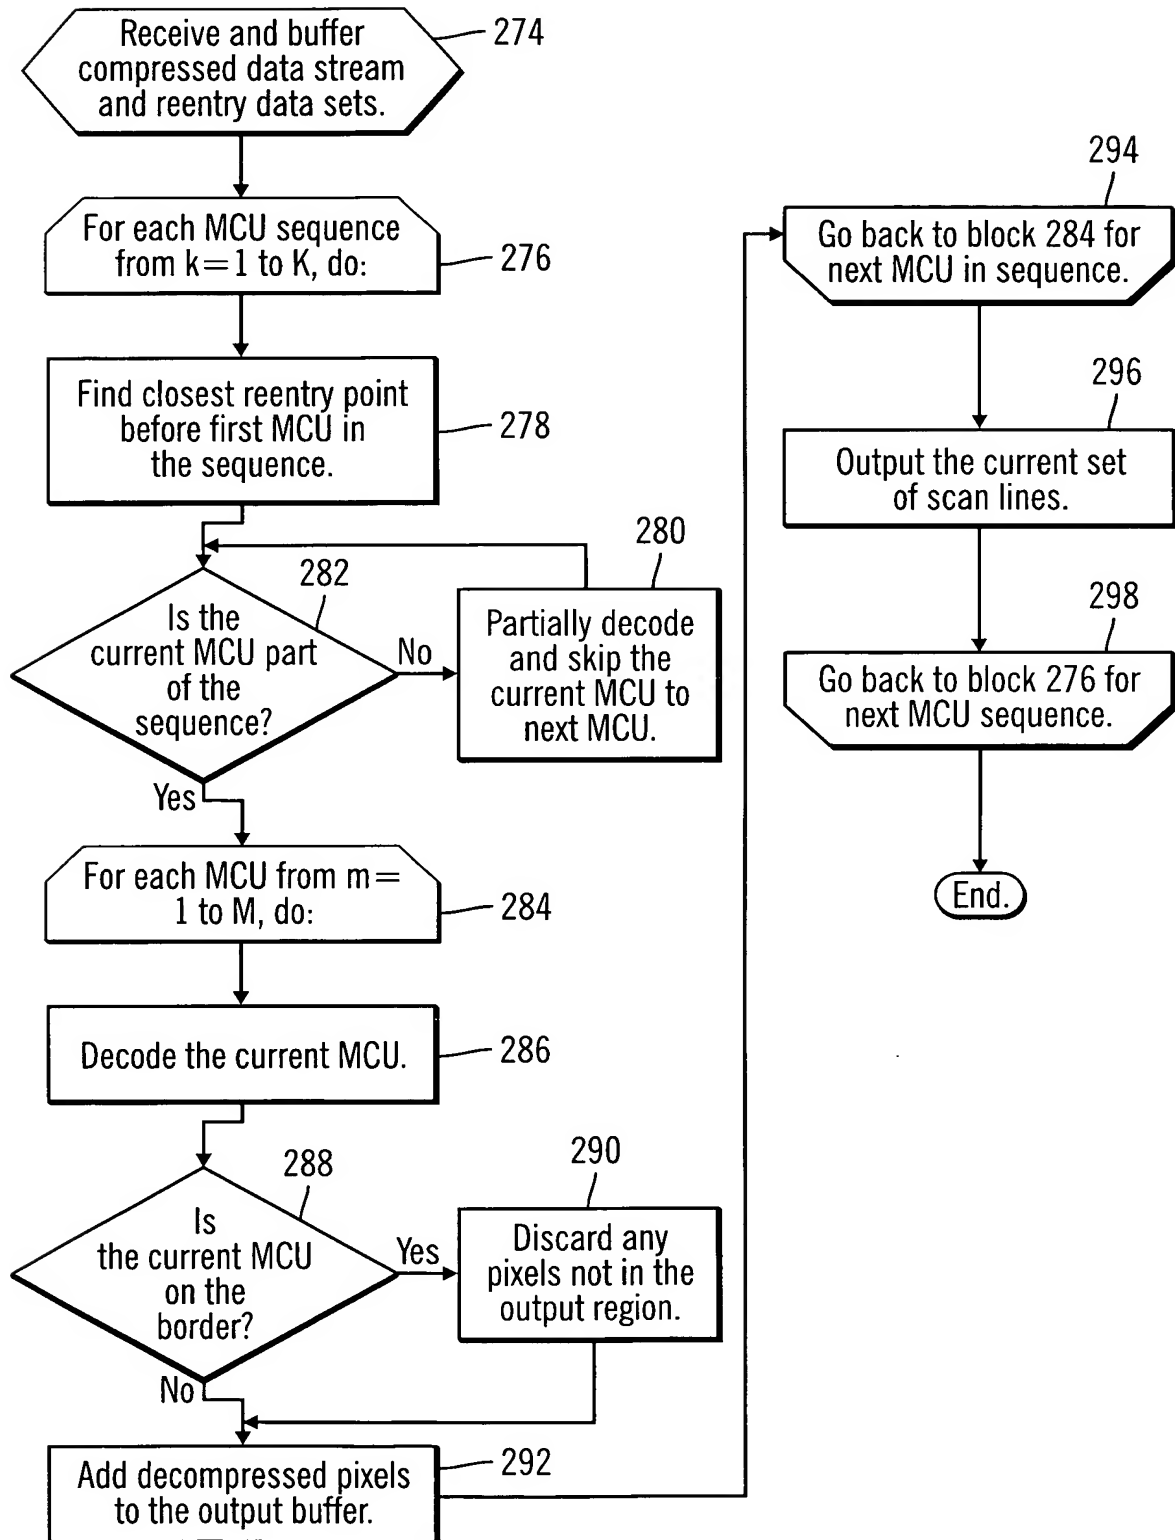 Receive and buffer
compressed data stream
and reentry data sets.
274
For each MCU sequence
from k=1 to K, do:
276
Find closest reentry point
before first MCU in
the sequence.
278
Is the
current MCU part
of the
sequence?
282
No
Yes
Partially decode
and skip the
current MCU to
next MCU.
280
For each MCU from m=
1 to M, do:
284
Decode the current MCU.
286
Is
the current MCU
on the
border?
288
Yes
No
Discard any
pixels not in the
output region.
290
Add decompressed pixels
to the output buffer.
292
Go back to block 284 for
next MCU in sequence.
294
Output the current set
of scan lines.
296
Go back to block 276 for
next MCU sequence.
298
End.